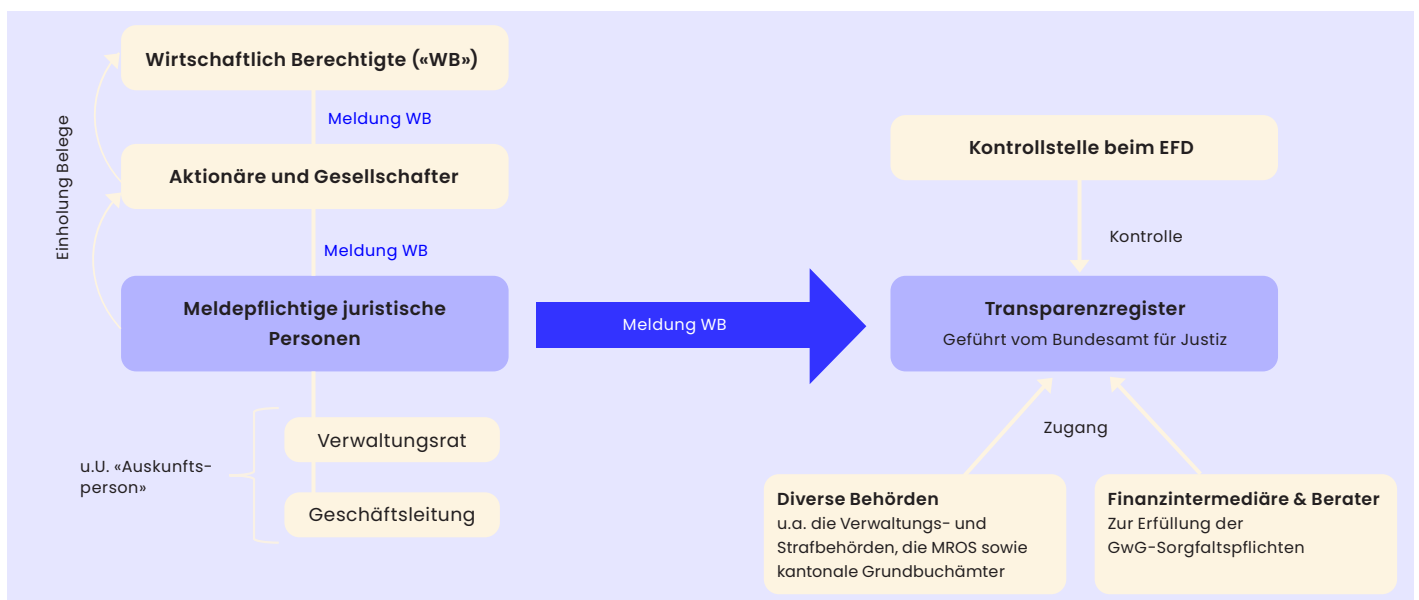 Wirtschaftlich Berechtigte («WB»)
Meldung WB
Einholung Belege
Aktionäre und Gesellschafter
Meldung WB
Meldepflichtige juristische
Personen
Verwaltungsrat
u.U. «Auskunfts-
person»
Geschäftsleitung
Meldung WB
Kontrollstelle beim EFD
Kontrolle
Transparenzregister
Geführt vom Bundesamt für Justiz
Zugang
Diverse Behörden
u.a. die Verwaltungs- und
Strafbehörden, die MROS sowie
kantonale Grundbuchämter
Finanzintermediäre & Berater
Zur Erfüllung der
GwG-Sorgfaltspflichten